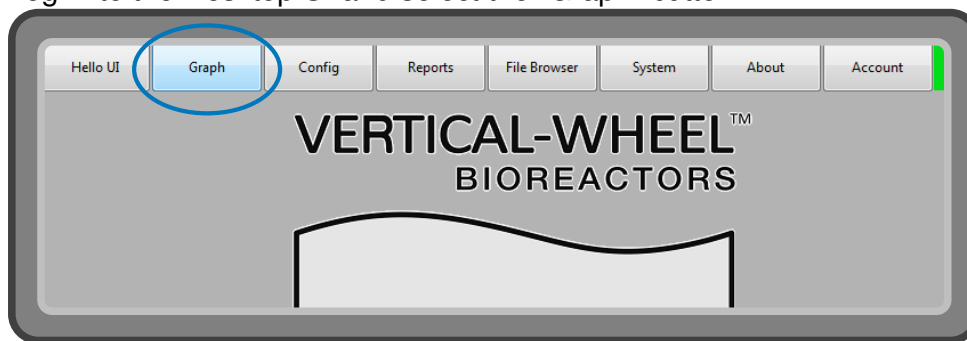 Hello UI Graph Config Reports File Browser System About Account
VERTICAL-WHEEL™
BIOREACTORS